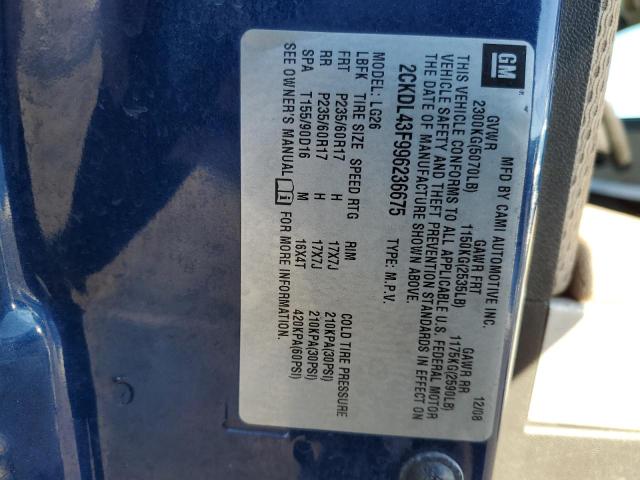 GM
MFD BY CAMI AUTOMOTIVE INC. 12/08
GVWR GAWR FRT GAWR RR
2300KG(5070LB) 1150KG(2535LB) 1175KG(2590LB)
THIS VEHICLE CONFORMS TO ALL APPLICABLE U.S. FEDERAL MOTOR
VEHICLE SAFETY AND THEFT PREVENTION STANDARDS IN EFFECT ON
THE DATE OF MANUFACTURE SHOWN ABOVE.
2CKDL43F996236675 TYPE: M.P.V.
MODEL: LG26
LBFK TIRE SIZE SPEED RTG RIM COLD TIRE PRESSURE
FRT P235/60R17 H 17X7J 210KPA(30PSI)
RR P235/60R17 H 17X7J 210KPA(30PSI)
SPA T155/90D16 M 16X4T 420KPA(60PSI)
SEE OWNER'S MANUAL i FOR MORE INFORMATION.